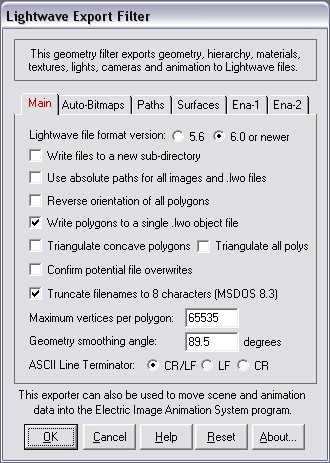 Lightwave Export Filter
This geometry filter exports geometry, hierarchy, materials,
textures, lights, cameras and animation to Lightwave files.
Main Auto-Bitmaps Paths Surfaces Ena-1 Ena-2
Lightwave file format version: 5.6 6.0 or newer
Write files to a new sub-directory
Use absolute paths for all images and .lwo files
Reverse orientation of all polygons
Write polygons to a single .lwo object file
Triangulate concave polygons Triangulate all polys
Confirm potential file overwrites
Truncate filenames to 8 characters (MSDOS 8.3)
Maximum vertices per polygon: 65535
Geometry smoothing angle: 89.5 degrees
ASCII Line Terminator: CR/LF LF CR
This exporter can also be used to move scene and animation
data into the Electric Image Animation System program.
OK Cancel Help Reset About...